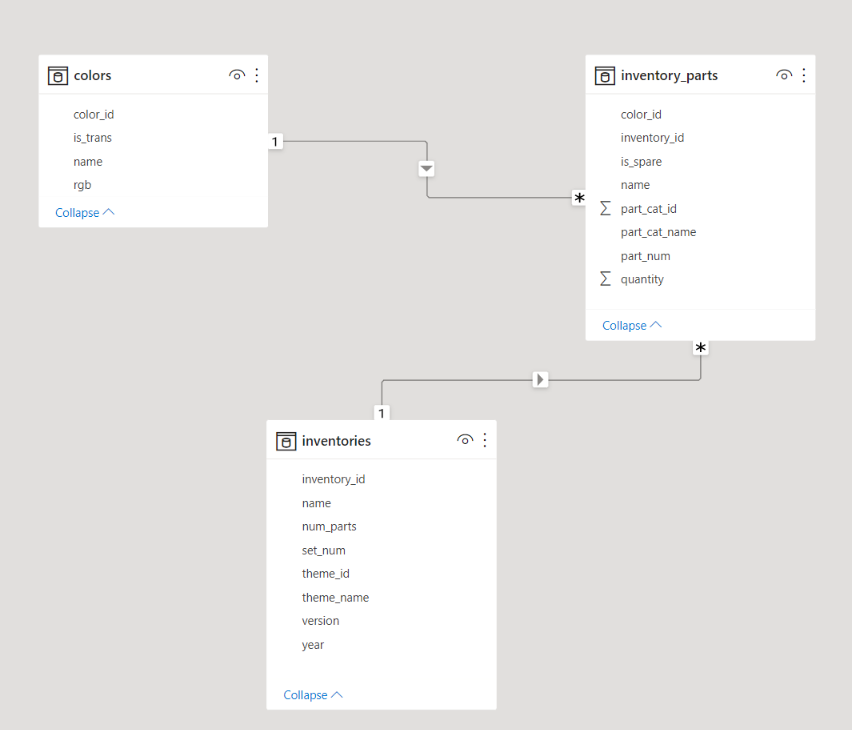 colors
color_id
is_trans
name
rgb
Collapse
1
inventory_parts
color_id
inventory_id
is_spare
name
∑ part_cat_id
part_cat_name
part_num
∑ quantity
Collapse
*
*
1
inventories
inventory_id
name
num_parts
set_num
theme_id
theme_name
version
year
Collapse